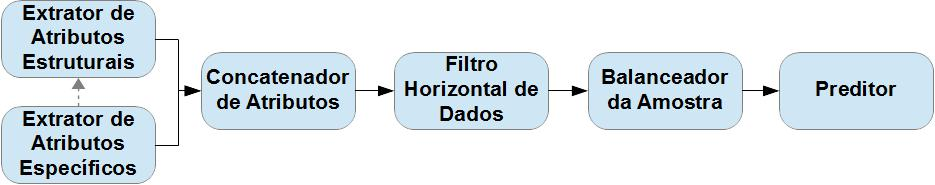 Extrator de
Atributos
Estruturais
Extrator de
Atributos
Específicos
Concatenador
de Atributos
Filtro
Horizontal de
Dados
Balanceador
da Amostra
Preditor